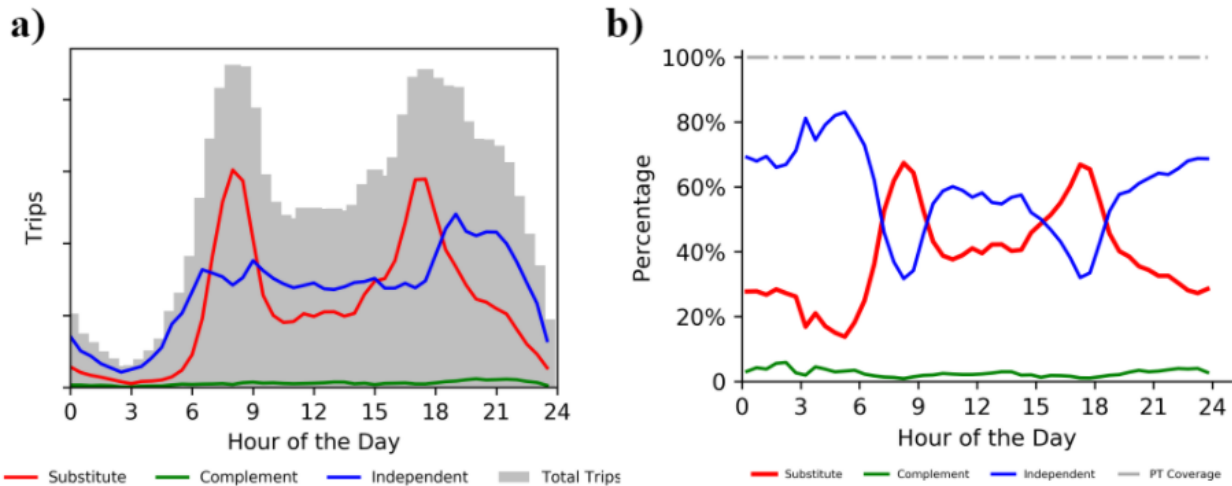 a)
Trips
0 3 6 9 12 15 18 21 24
Hour of the Day
Substitute Complement Independent Total Trips
b)
100%
80%
60%
40%
20%
0
Percentage
0 3 6 9 12 15 18 21 24
Hour of the Day
Substitute Complement Independent PT Coverage